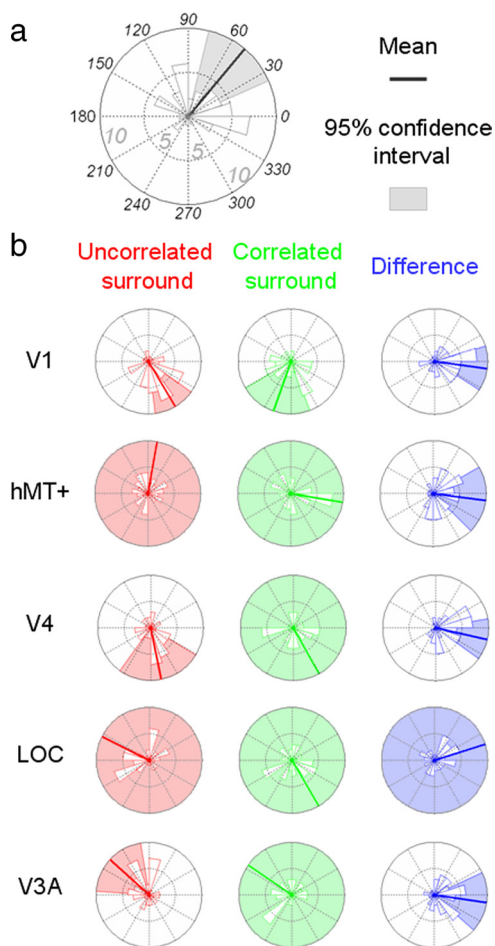 a
90
120
60
150
30
180
0
10
5
5
10
210
330
240
300
270
Mean
95% confidence
interval
b
Uncorrelated
surround
Correlated
surround
Difference
V1
hMT+
V4
LOC
V3A